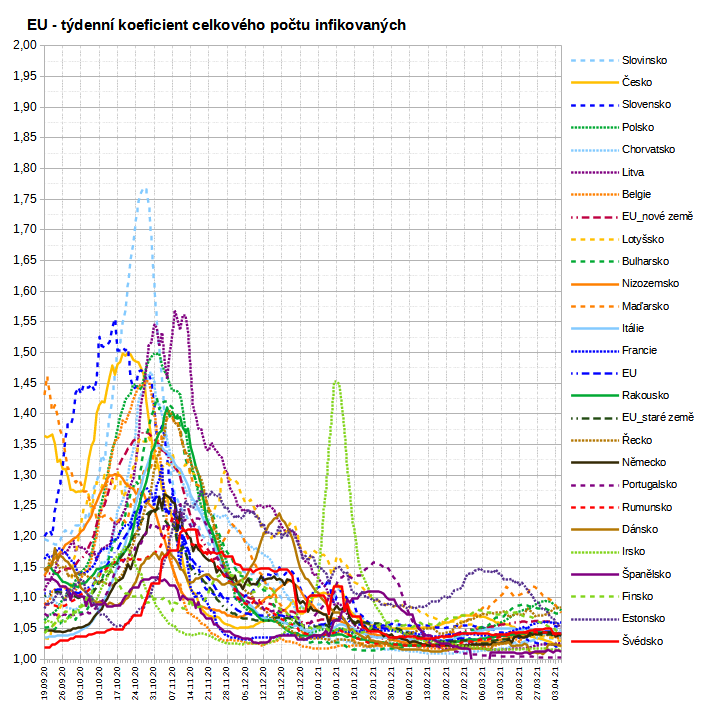 EU - týdenní koeficient celkového počtu infikovaných
2,00
1,95
1,90
1,85
1,80
1,75
1,70
1,65
1,60
1,55
1,50
1,45
1,40
1,35
1,30
1,25
1,20
1,15
1,10
1,05
1,00
19.09.20
26.09.20
03.10.20
10.10.20
17.10.20
24.10.20
31.10.20
07.11.20
14.11.20
21.11.20
28.11.20
05.12.20
12.12.20
19.12.20
26.12.20
02.01.21
09.01.21
16.01.21
23.01.21
30.01.21
06.02.21
13.02.21
20.02.21
27.02.21
06.03.21
13.03.21
20.03.21
27.03.21
03.04.21
Slovinsko
Česko
Slovensko
Polsko
Chorvatsko
Litva
Belgie
EU_nové země
Lotyšsko
Bulharsko
Nizozemsko
Maďarsko
Itálie
Francie
EU
Rakousko
EU_staré země
Řecko
Německo
Portugalsko
Rumunsko
Dánsko
Irsko
Španělsko
Finsko
Estonsko
Švédsko